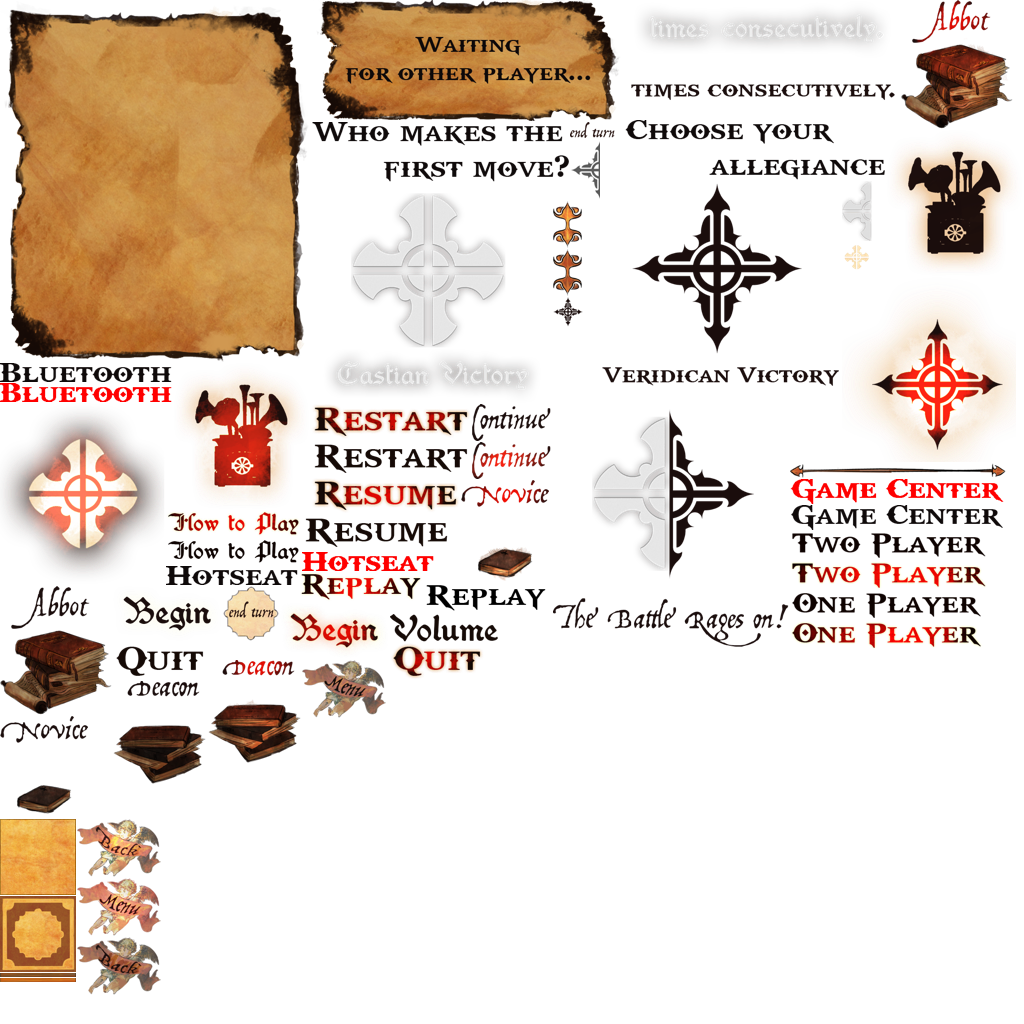 times consecutively.
Abbot
Waiting
for other player...
times consecutively.
Who makes the
first move?
end turn
Choose your
allegiance
Bluetooth
Bluetooth
Castian Victory
Veridican Victory
Restart
Continue
Restart
Continue
Resume
Novice
Game Center
Game Center
How to Play
Resume
How to Play
Two Player
Hotseat
Hotseat
Two Player
Replay
Replay
One Player
Abbot
Begin
end turn
Begin
Volume
The Battle Rages on!
One Player
Quit
Quit
Deacon
Deacon
Menu
Novice
Back
Menu
Back